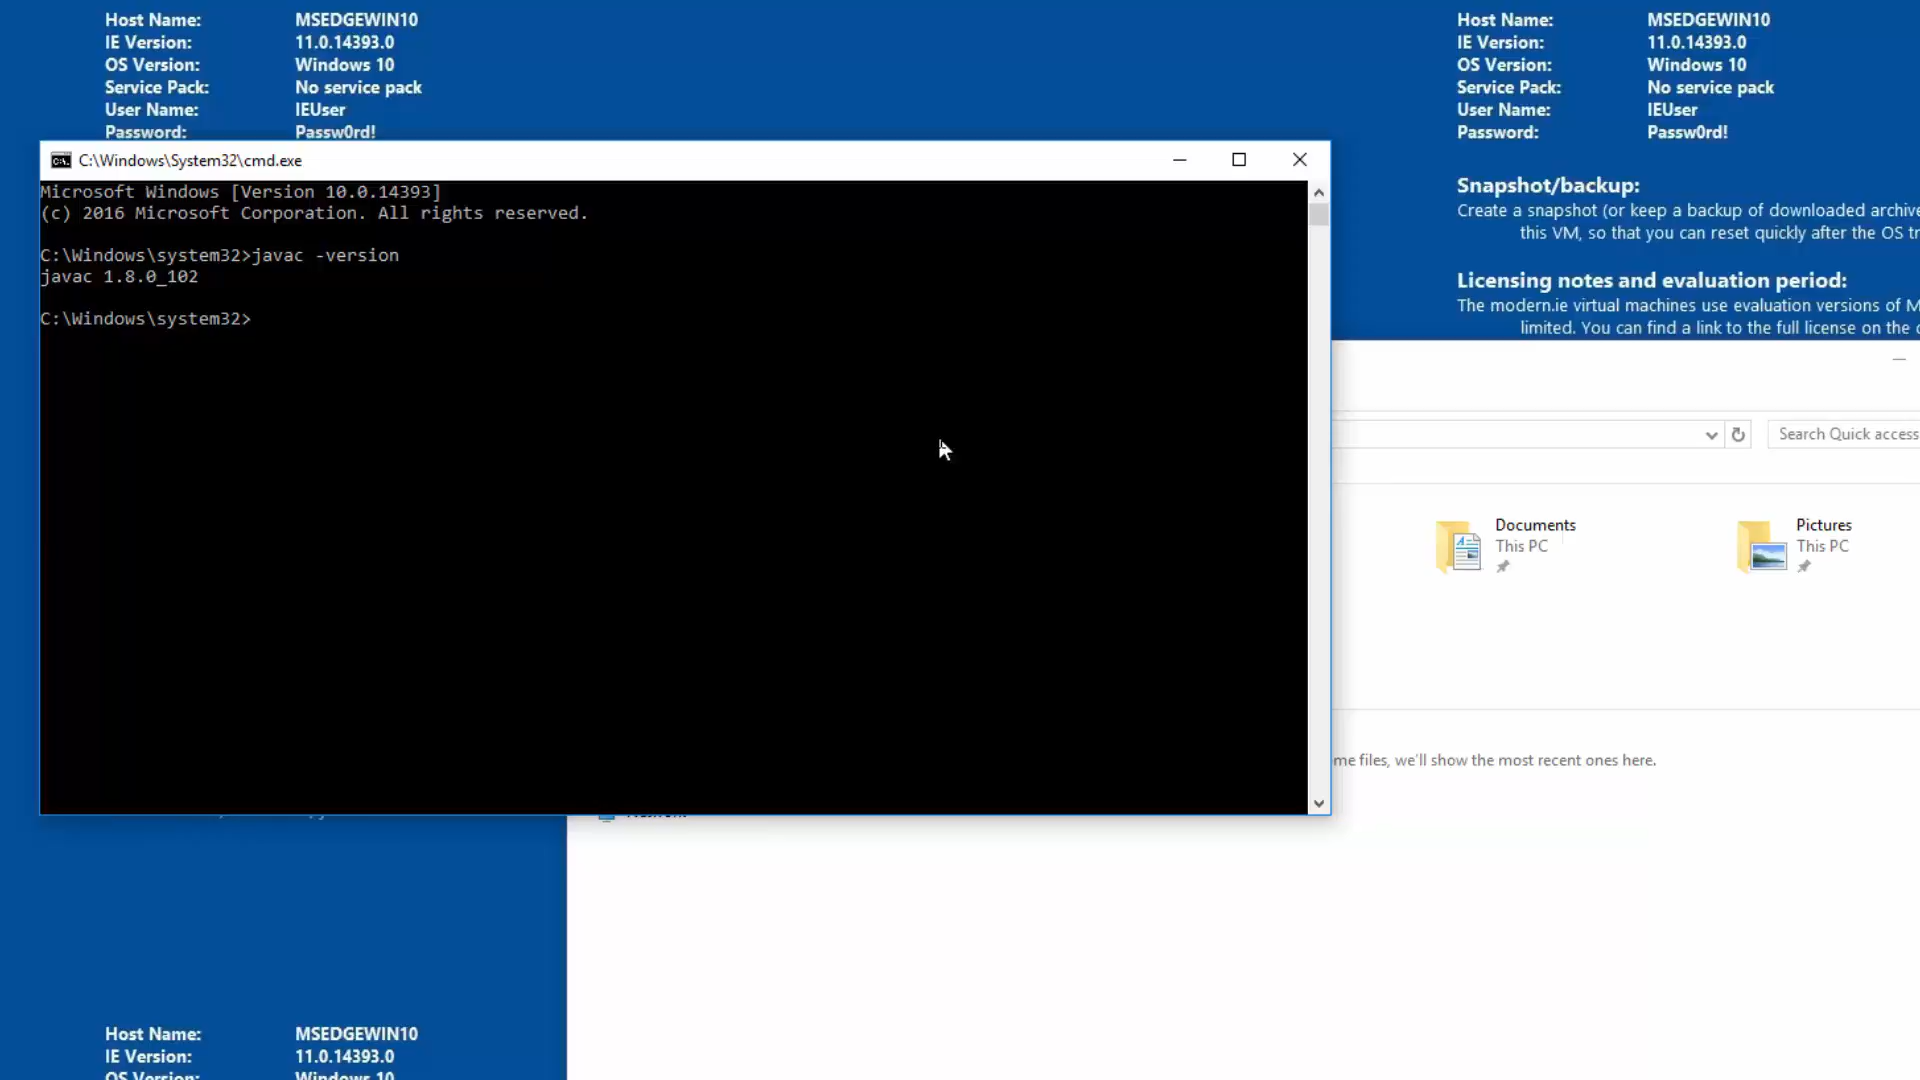 Host Name: MSEDGEWIN10
IE Version: 11.0.14393.0
OS Version: Windows 10
Service Pack: No service pack
User Name: IEUser
Password: Passw0rd!
Host Name: MSEDGEWIN10
IE Version: 11.0.14393.0
OS Version: Windows 10
Service Pack: No service pack
User Name: IEUser
Password: Passw0rd!
Snapshot/backup:
Create a snapshot (or keep a backup of downloaded archive
this VM, so that you can reset quickly after the OS tr
Licensing notes and evaluation period:
The modern.ie virtual machines use evaluation versions of M
limited. You can find a link to the full license on the
C:\Windows\System32\cmd.exe
Microsoft Windows [Version 10.0.14393]
(c) 2016 Microsoft Corporation. All rights reserved.
C:\Windows\system32>javac -version
javac 1.8.0_102
C:\Windows\system32>
Search Quick access
Documents
This PC
Pictures
This PC
me files, we'll show the most recent ones here.
Host Name: MSEDGEWIN10
IE Version: 11.0.14393.0
OS Version: Windows 10